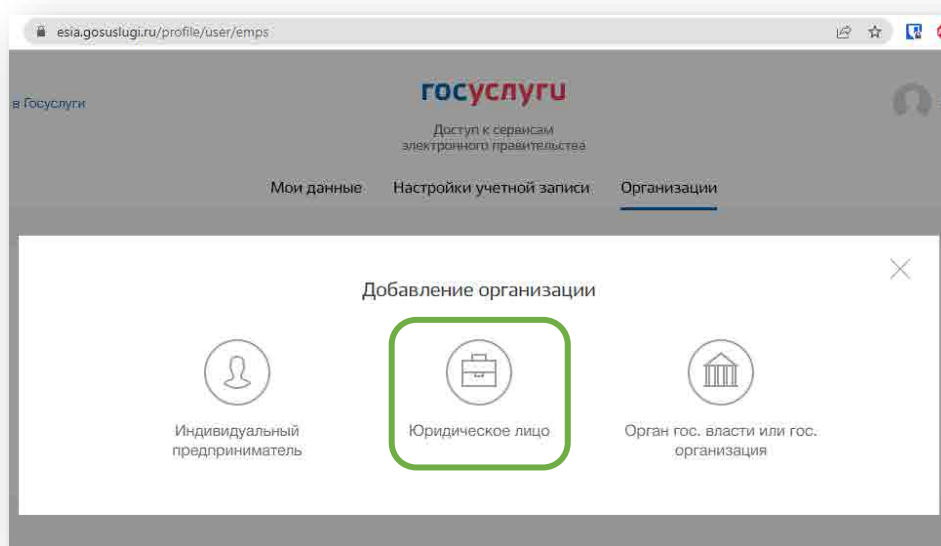 esia.gosuslugi.ru/profile/user/emps
в Госуслуги
госуслуги
Доступ к сервисам
электронного правительства
Мои данные Настройки учетной записи Организации
Добавление организации
Индивидуальный
предприниматель
Юридическое лицо
Орган гос. власти или гос.
организация